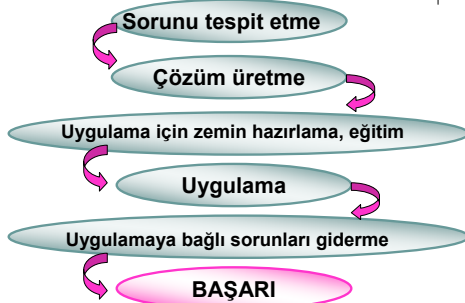 Sorunu tespit etme
Çözüm üretme
Uygulama için zemin hazırlama, eğitim
Uygulama
Uygulamaya bağlı sorunları giderme
BAŞARI